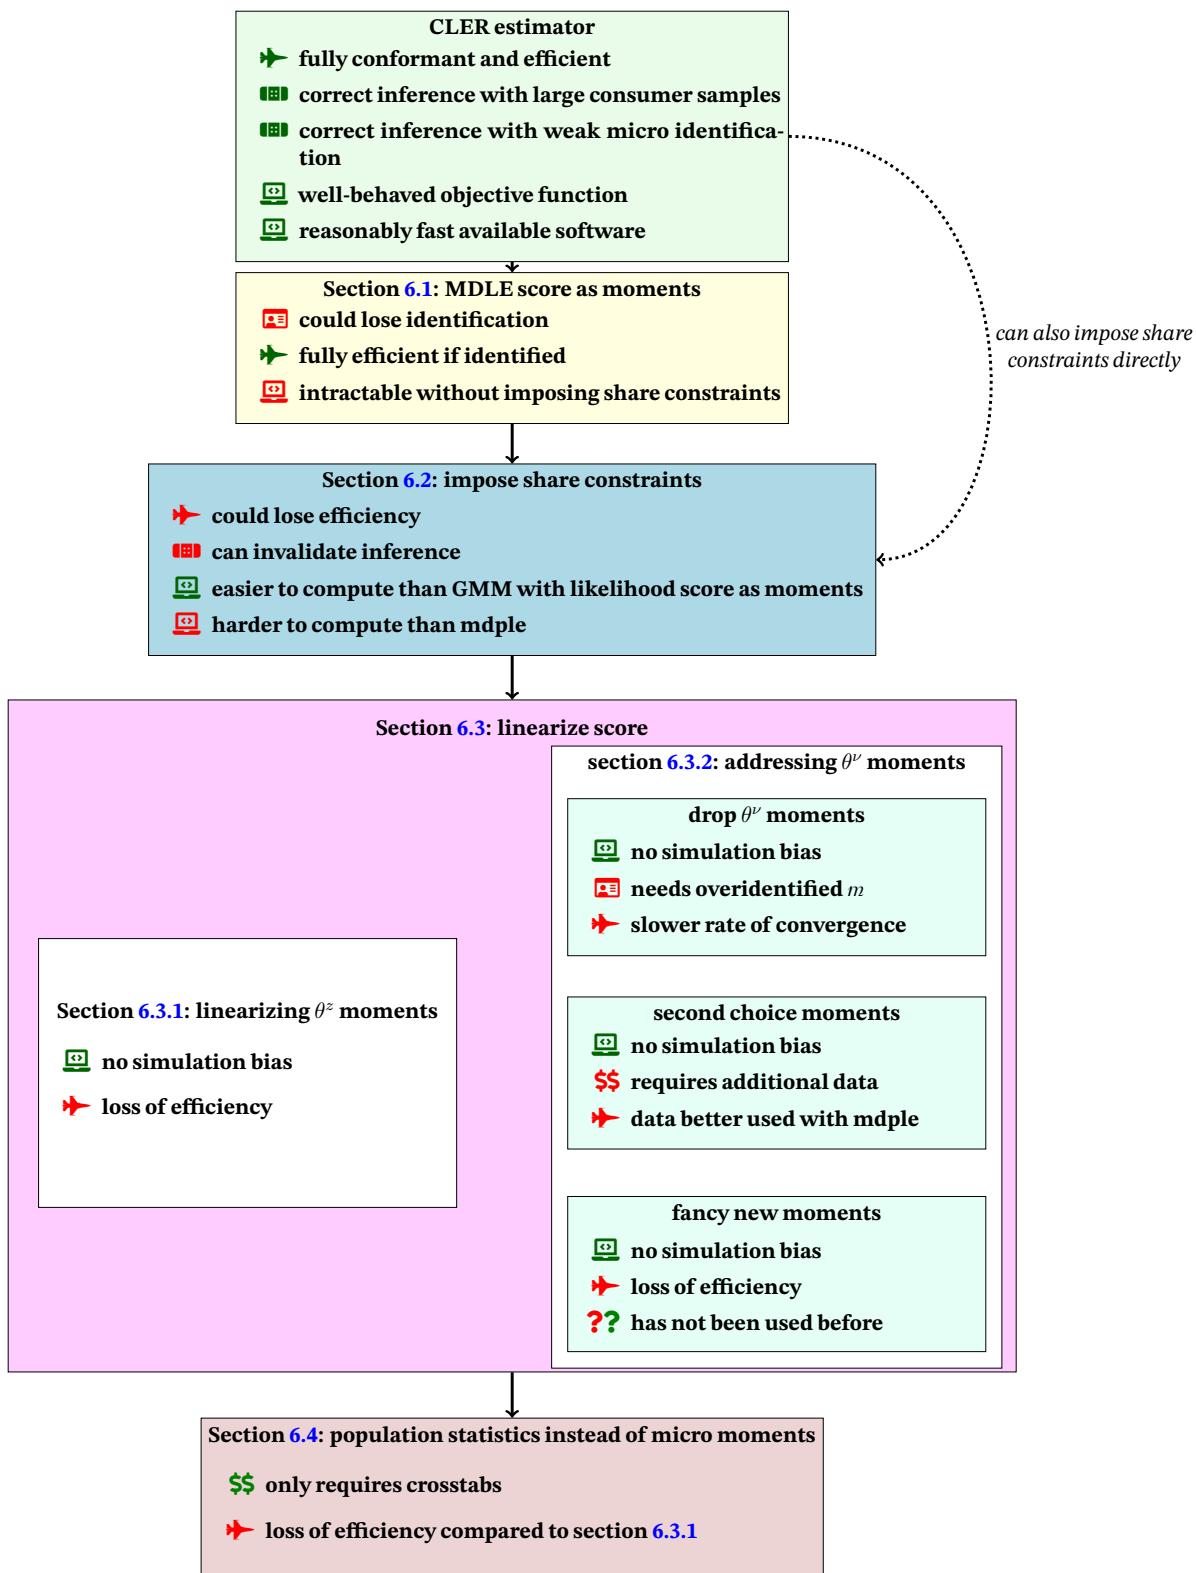 CLER estimator
fully conformant and efficient
correct inference with large consumer samples
correct inference with weak micro identifica-
tion
well-behaved objective function
reasonably fast available software
Section 6.1: MDLE score as moments
could lose identification
fully efficient if identified
intractable without imposing share constraints
can also impose share
constraints directly
Section 6.2: impose share constraints
could lose efficiency
can invalidate inference
easier to compute than GMM with likelihood score as moments
harder to compute than mdple
Section 6.3: linearize score
Section 6.3.1: linearizing θᶻ moments
no simulation bias
loss of efficiency
section 6.3.2: addressing θᵛ moments
drop θᵛ moments
no simulation bias
needs overidentified m
slower rate of convergence
second choice moments
no simulation bias
$$ requires additional data
data better used with mdple
fancy new moments
no simulation bias
loss of efficiency
?? has not been used before
Section 6.4: population statistics instead of micro moments
$$ only requires crosstabs
loss of efficiency compared to section 6.3.1